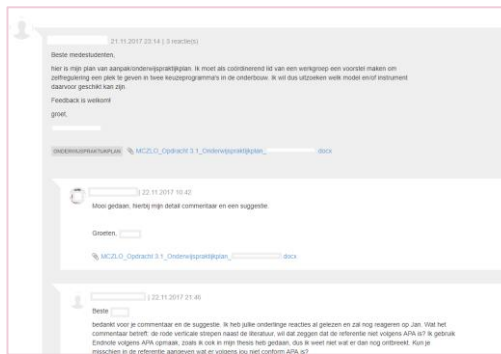 21.11.2017 23:14 | 3 reactie(s)
Beste medestudenten,
hier is mijn plan van aanpak/onderwijspraktijkplan. Ik moet als coördinerend lid van een werkgroep een voorstel maken om
zelfregulering een plek te geven in twee keuzeprogramma's in de onderbouw. Ik wil dus uitzoeken welk model en/of instrument
daarvoor geschikt kan zijn.
Feedback is welkom!
groet,
ONDERWIJSPRAKTIJKPLAN MCZLO_Opdracht 3.1_Onderwijspraktijkplan_ .docx
| 22.11.2017 10:42
Mooi gedaan, hierbij mijn detail commentaar en een suggestie.
Groeten,
MCZLO_Opdracht 3.1_Onderwijspraktijkplan_ .docx
| 22.11.2017 21:46
Beste
bedankt voor je commentaar en de suggestie. Ik heb jullie onderlinge reacties al gelezen en zal nog reageren op Jan. Wat het
commentaar betreft: de rode verticale strepen naast de literatuur, wil dat zeggen dat de referentie niet volgens APA is? Ik gebruik
Endnote volgens APA opmaak, zoals ik ook in mijn thesis heb gedaan, dus ik weet niet wat er dan nog ontbreekt. Kun je
misschien in de referentie aangeven wat er volgens jou niet conform APA is?